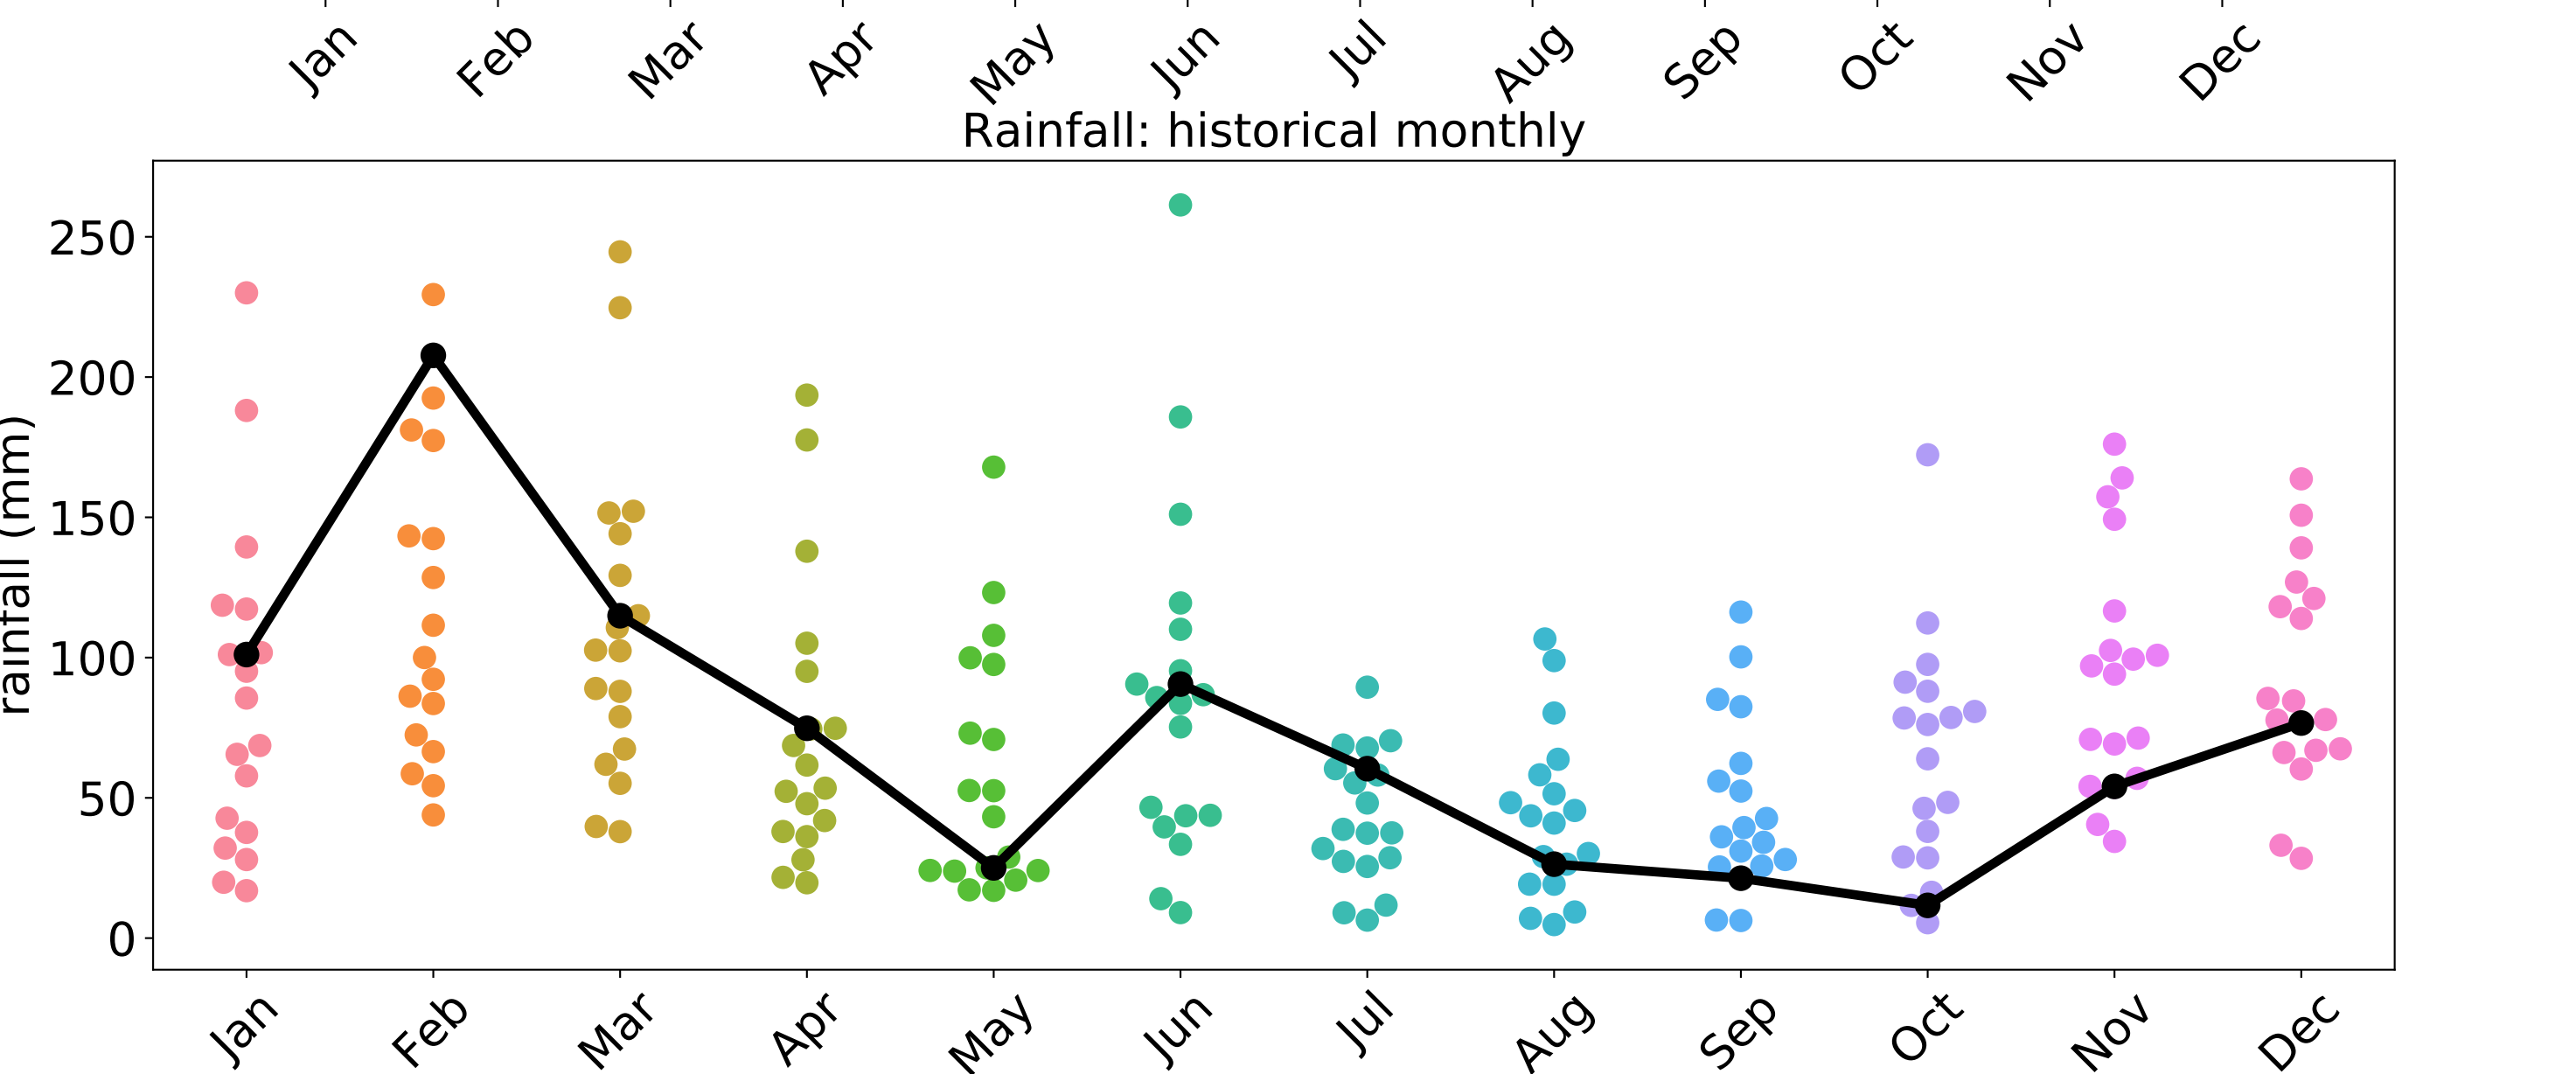 Jan Feb Mar Apr May Jun Jul Aug Sep Oct Nov Dec
Rainfall: historical monthly
rainfall (mm)
250
200
150
100
50
0
Jan Feb Mar Apr May Jun Jul Aug Sep Oct Nov Dec